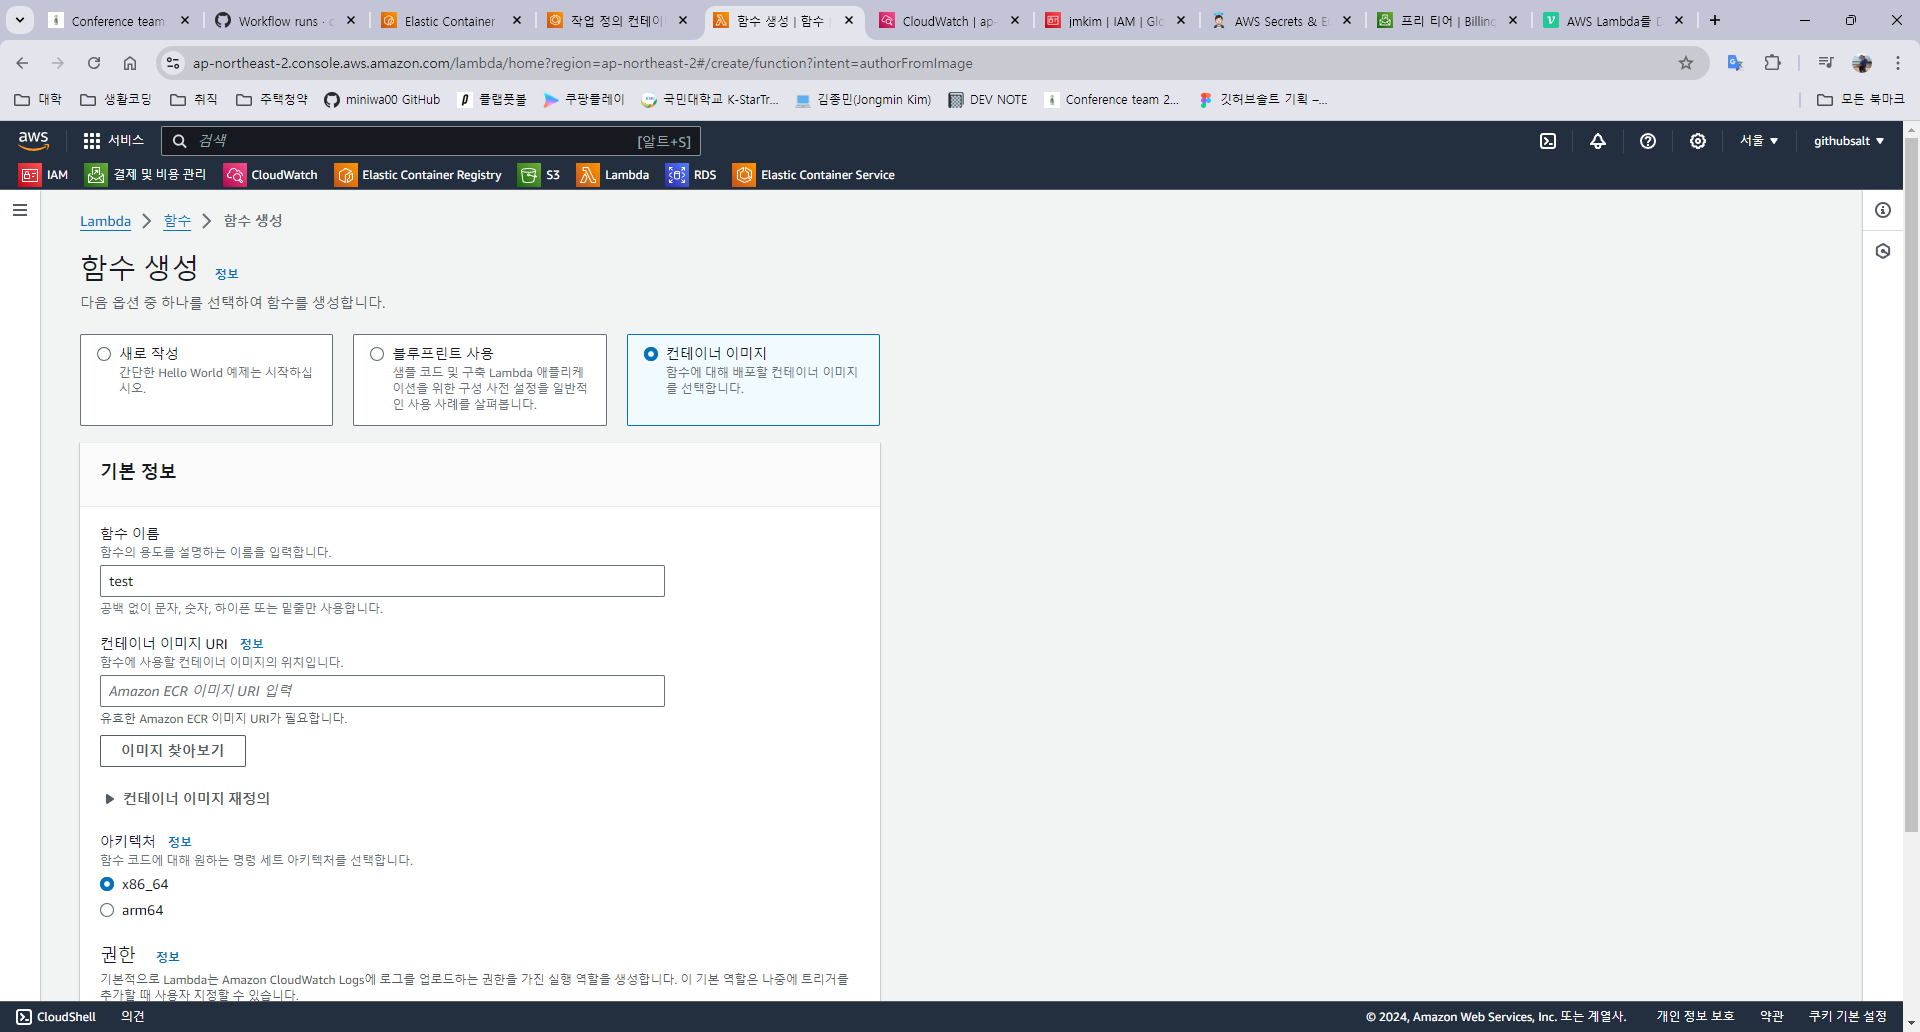 Conference team
Workflow runs · c
Elastic Container
작업 정의 컨테이너
함수 생성 | 함수 |
CloudWatch | ap-
jmkim | IAM | Glo
AWS Secrets & E
프리 티어 | Billing
AWS Lambda를 D
ap-northeast-2.console.aws.amazon.com/lambda/home?region=ap-northeast-2#/create/function?intent=authorFromImage
대학
생활코딩
취직
주택청약
miniwa00 GitHub
플랩풋볼
쿠팡플레이
국민대학교 K-StarTr...
김종민(Jongmin Kim)
DEV NOTE
Conference team 2...
깃허브솔트 기획 –...
모든 북마크
aws
서비스
검색
[알트+S]
서울
githubsalt
IAM
결제 및 비용 관리
CloudWatch
Elastic Container Registry
S3
Lambda
RDS
Elastic Container Service
Lambda
함수
함수 생성
함수 생성 정보
다음 옵션 중 하나를 선택하여 함수를 생성합니다.
새로 작성
간단한 Hello World 예제는 시작하십
시오.
블루프린트 사용
샘플 코드 및 구축 Lambda 애플리케
이션을 위한 구성 사전 설정을 일반적
인 사용 사례를 살펴봅니다.
컨테이너 이미지
함수에 대해 배포할 컨테이너 이미지
를 선택합니다.
기본 정보
함수 이름
함수의 용도를 설명하는 이름을 입력합니다.
test
공백 없이 문자, 숫자, 하이픈 또는 밑줄만 사용합니다.
컨테이너 이미지 URI 정보
함수에 사용할 컨테이너 이미지의 위치입니다.
Amazon ECR 이미지 URI 입력
유효한 Amazon ECR 이미지 URI가 필요합니다.
이미지 찾아보기
컨테이너 이미지 재정의
아키텍처 정보
함수 코드에 대해 원하는 명령 세트 아키텍처를 선택합니다.
x86_64
arm64
권한 정보
기본적으로 Lambda는 Amazon CloudWatch Logs에 로그를 업로드하는 권한을 가진 실행 역할을 생성합니다. 이 기본 역할은 나중에 트리거를
추가할 때 사용자 지정할 수 있습니다.
CloudShell
의견
© 2024, Amazon Web Services, Inc. 또는 계열사.
개인 정보 보호
약관
쿠키 기본 설정